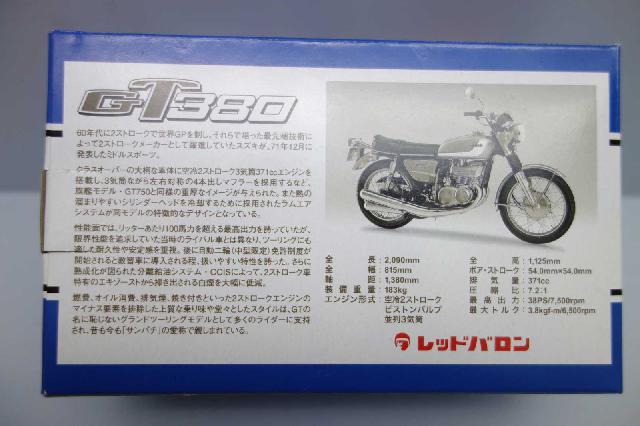 GT380
60年代に2ストロークで世界GPを制し、それらで培った最先端技術に
よって2ストロークメーカーとして躍進していたスズキが、'71年12月に
発表したミドルスポーツ。
クラスオーバーの大柄な車体に空冷2ストローク3気筒371ccエンジンを
搭載し、3気筒ながら左右対称の4本出しマフラーを採用するなど、
旗艦モデル・GT750と同様の重厚なイメージが与えられた。また熱の
溜まりやすいシリンダーヘッドを冷却するために採用されたラムエア
システムが同モデルの特徴的なデザインとなっている。
性能面では、リッターあたり100馬力を超える最高出力を誇っていたが、
限界性能を追求していた当時のライバル車とは異なり、ツーリングにも
適した耐久性や安定感を重視。後に自動二輪(中型限定)免許制度が
開始されると教習車に導入される程、扱いやすい特性を持った。さらに
熟成化が図られた分離給油システム・CCISによって、2ストローク車
特有のエキゾーストから掃き出される白煙を大幅に低減。
燃費、オイル消費、排気煙、焼き付きといった2ストロークエンジンの
マイナス要素を排除した上質な乗り味や堂々としたスタイルは、GTの
名に恥じないグランドツーリングモデルとして多くのライダーに支持
され、昔も今も「サンパチ」の愛称で親しまれている。
全長:2,090mm
全幅:815mm
軸距:1,380mm
装備重量:183kg
エンジン形式:空冷2ストローク
ピストンバルブ
並列3気筒
全高:1,125mm
ボア・ストローク:54.0mm×54.0mm
排気量:371cc
圧縮比:7.2:1
最高出力:38PS/7,500rpm
最大トルク:3.8kgf-m/6,500rpm
レッドバロン